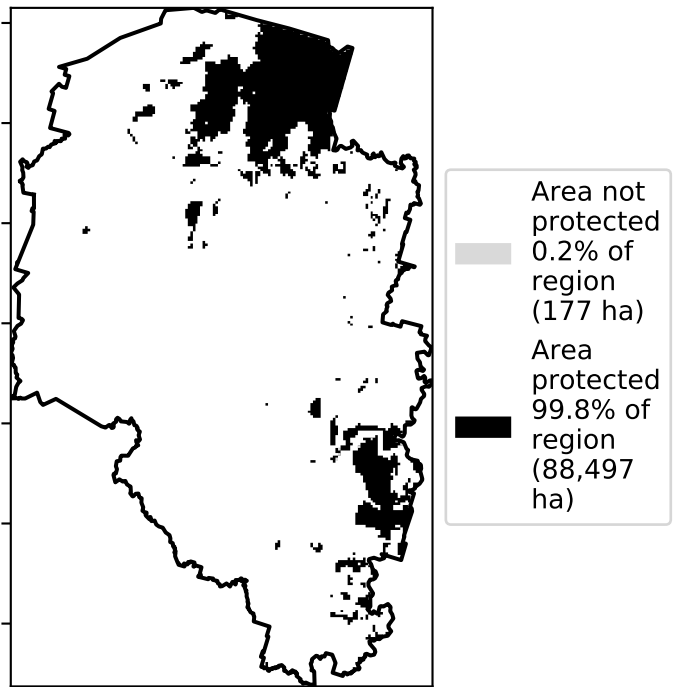 Area not
protected
0.2% of
region
(177 ha)
Area
protected
99.8% of
region
(88,497
ha)